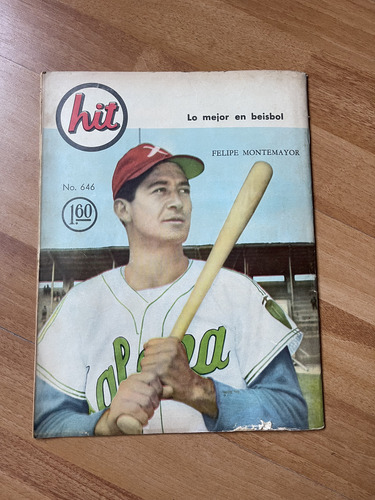 hit
Lo mejor en beisbol
FELIPE MONTEMAYOR
No. 646
1.60
X